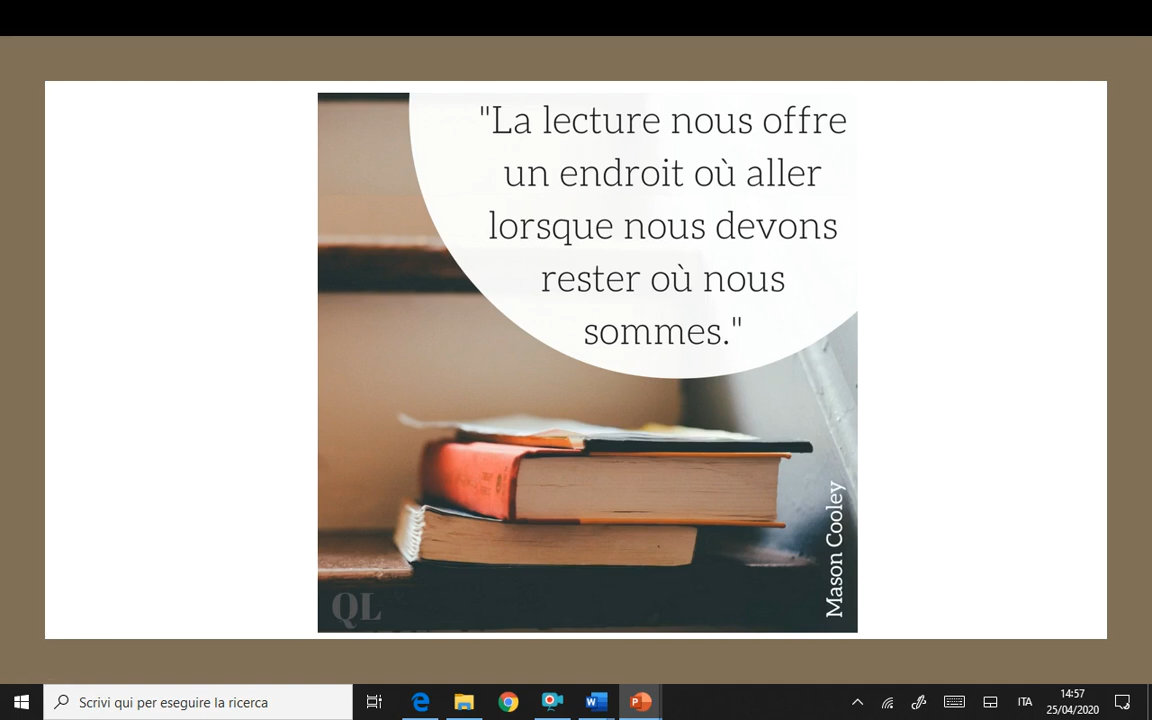 "La lecture nous offre
un endroit où aller
lorsque nous devons
rester où nous
sommes."
Mason Cooley
QL
Scrivi qui per eseguire la ricerca
ITA
14:57
25/04/2020